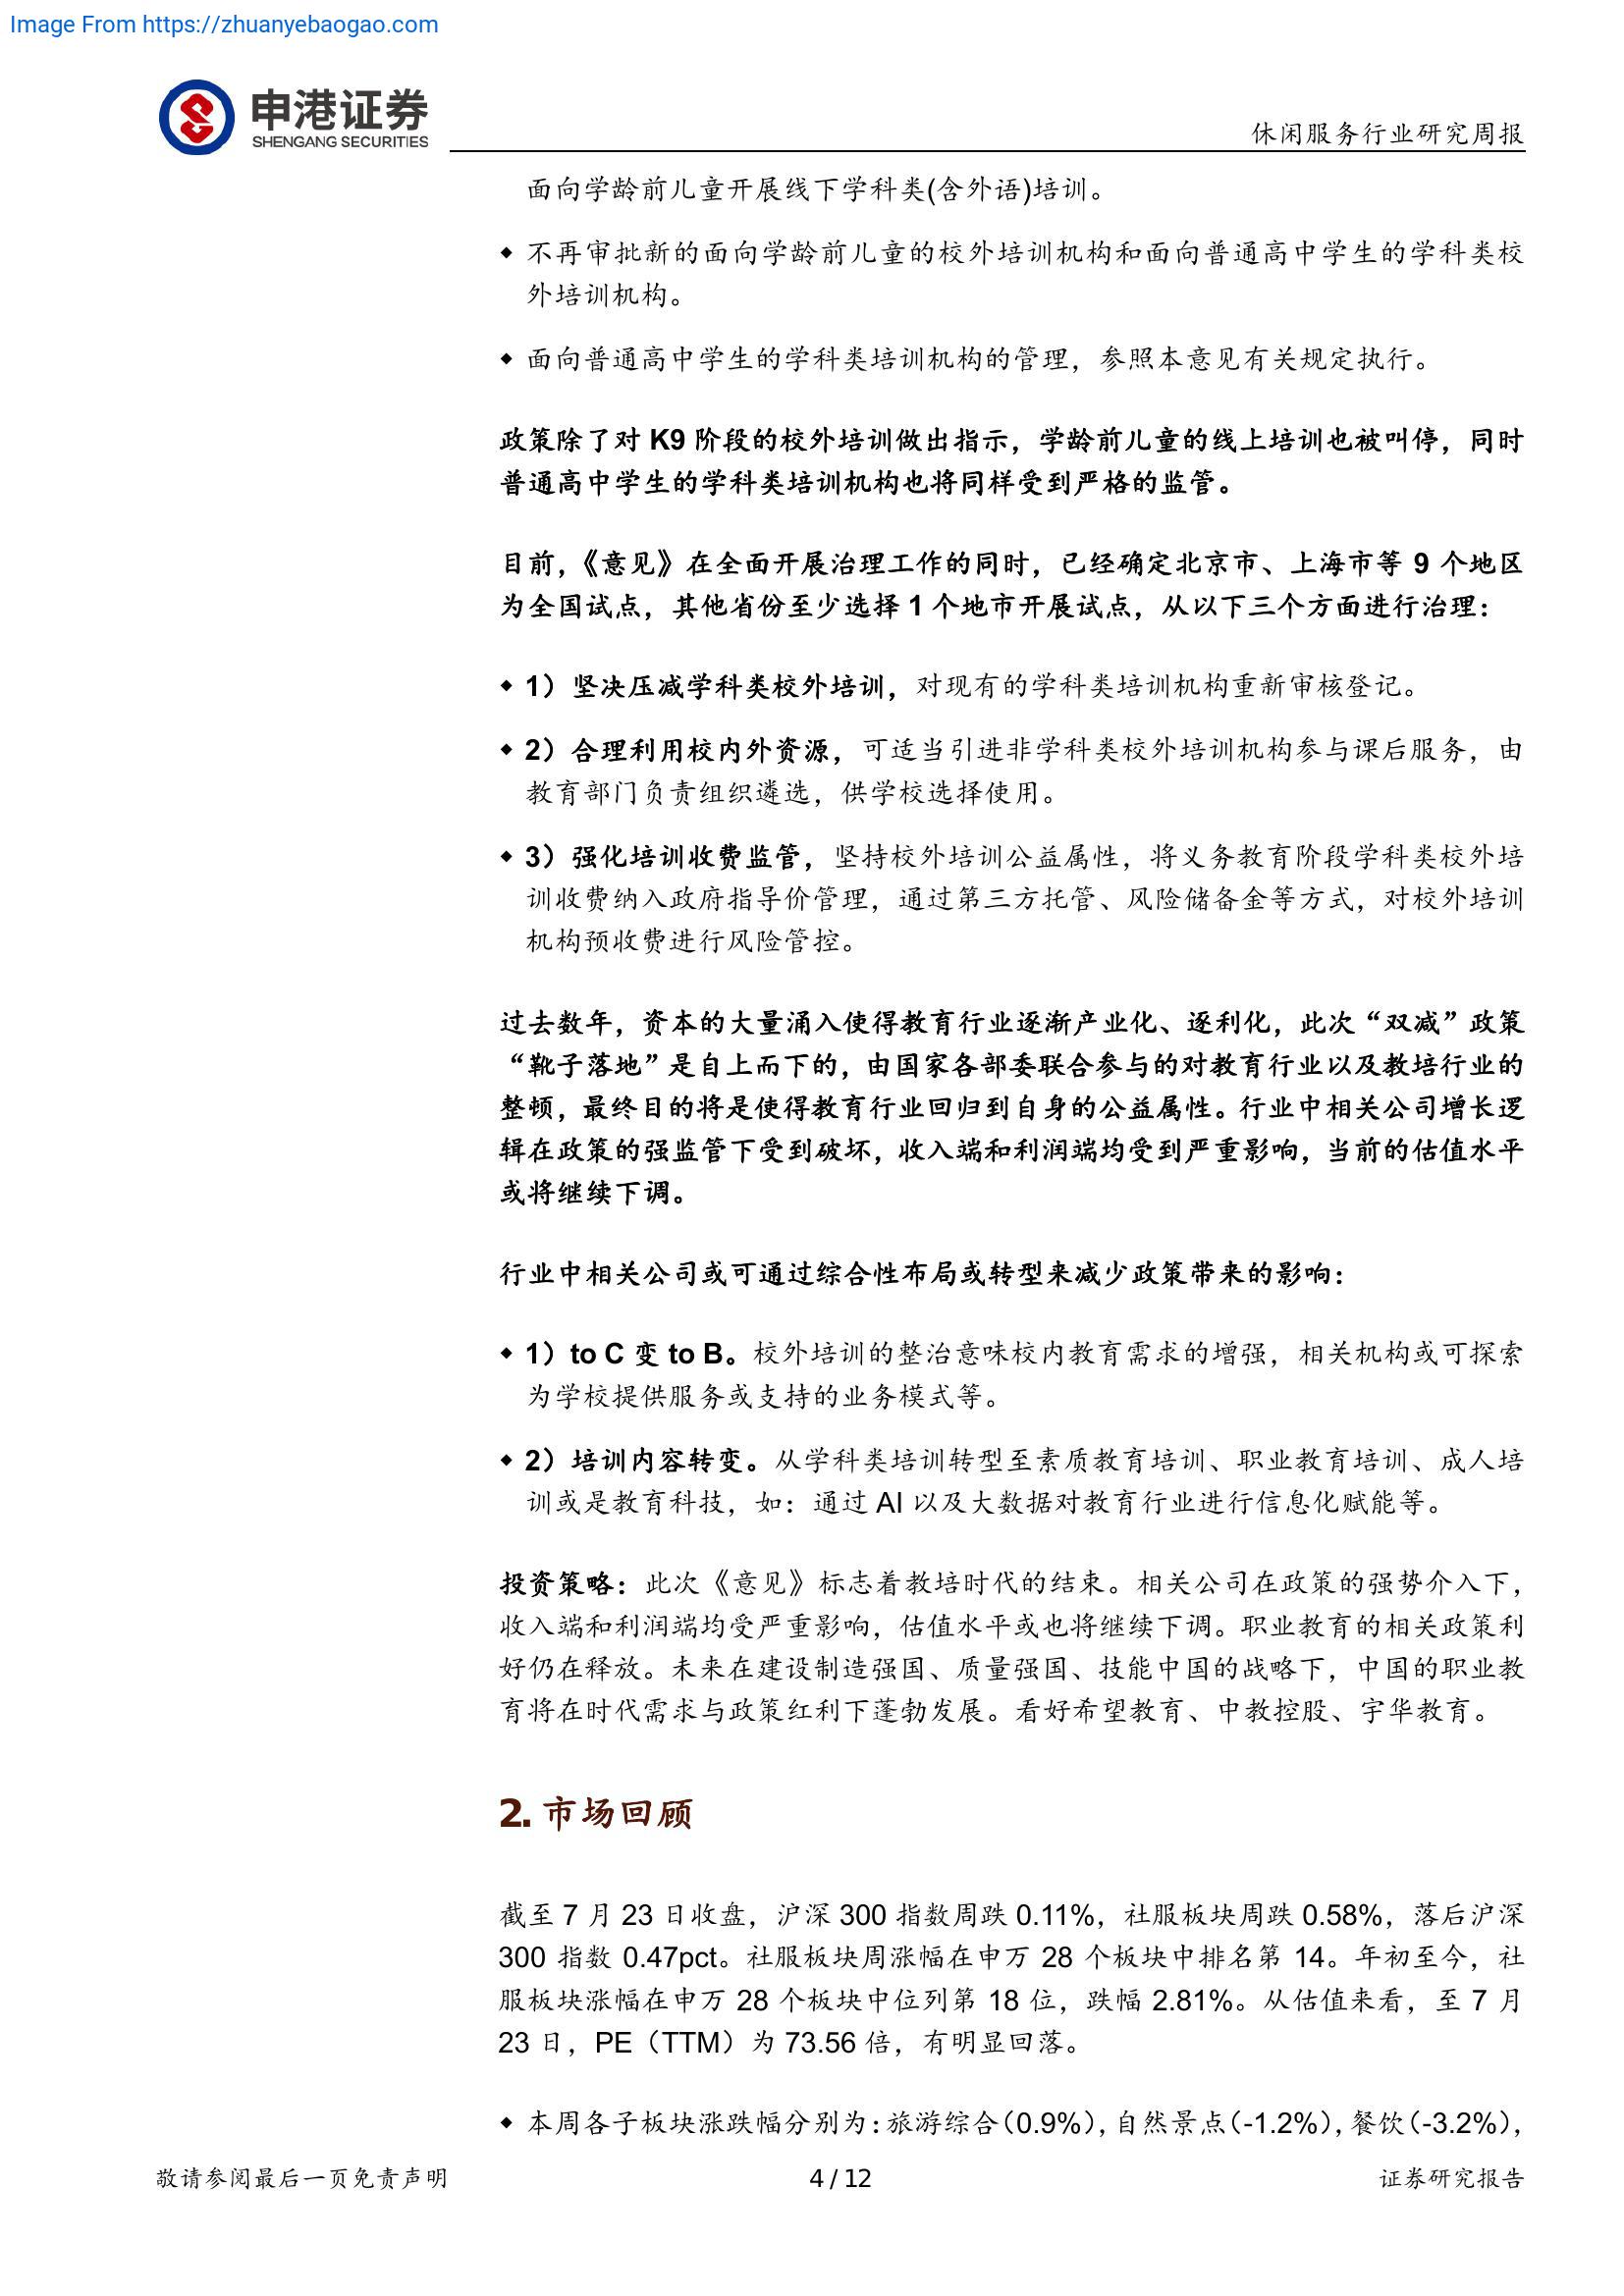 Image From https://zhuanyebaogao.com
申港证券
SHENGANG SECURITIES
休闲服务行业研究周报
面向学龄前儿童开展线下学科类(含外语)培训。
◆ 不再审批新的面向学龄前儿童的校外培训机构和面向普通高中学生的学科类校
外培训机构。
◆ 面向普通高中学生的学科类培训机构的管理，参照本意见有关规定执行。
政策除了对 K9 阶段的校外培训做出指示，学龄前儿童的线上培训也被叫停，同时
普通高中学生的学科类培训机构也将同样受到严格的监管。
目前，《意见》在全面开展治理工作的同时，已经确定北京市、上海市等 9 个地区
为全国试点，其他省份至少选择 1 个地市开展试点，从以下三个方面进行治理：
◆ 1）坚决压减学科类校外培训，对现有的学科类培训机构重新审核登记。
◆ 2）合理利用校内外资源，可适当引进非学科类校外培训机构参与课后服务，由
教育部门负责组织遴选，供学校选择使用。
◆ 3）强化培训收费监管，坚持校外培训公益属性，将义务教育阶段学科类校外培
训收费纳入政府指导价管理，通过第三方托管、风险储备金等方式，对校外培训
机构预收费进行风险管控。
过去数年，资本的大量涌入使得教育行业逐渐产业化、逐利化，此次“双减”政策
“靴子落地”是自上而下的，由国家各部委联合参与的对教育行业以及教培行业的
整顿，最终目的将是使得教育行业回归到自身的公益属性。行业中相关公司增长逻
辑在政策的强监管下受到破坏，收入端和利润端均受到严重影响，当前的估值水平
或将继续下调。
行业中相关公司或可通过综合性布局或转型来减少政策带来的影响：
◆ 1）to C 变 to B。校外培训的整治意味校内教育需求的增强，相关机构或可探索
为学校提供服务或支持的业务模式等。
◆ 2）培训内容转变。从学科类培训转型至素质教育培训、职业教育培训、成人培
训或是教育科技，如：通过 AI 以及大数据对教育行业进行信息化赋能等。
投资策略：此次《意见》标志着教培时代的结束。相关公司在政策的强势介入下，
收入端和利润端均受严重影响，估值水平或也将继续下调。职业教育的相关政策利
好仍在释放。未来在建设制造强国、质量强国、技能中国的战略下，中国的职业教
育将在时代需求与政策红利下蓬勃发展。看好希望教育、中教控股、宇华教育。
2. 市场回顾
截至 7 月 23 日收盘，沪深 300 指数周跌 0.11%，社服板块周跌 0.58%，落后沪深
300 指数 0.47pct。社服板块周涨幅在申万 28 个板块中排名第 14。年初至今，社
服板块涨幅在申万 28 个板块中位列第 18 位，跌幅 2.81%。从估值来看，至 7 月
23 日，PE（TTM）为 73.56 倍，有明显回落。
◆ 本周各子板块涨跌幅分别为：旅游综合（0.9%），自然景点（-1.2%），餐饮（-3.2%），
敬请参阅最后一页免责声明
4 / 12
证券研究报告